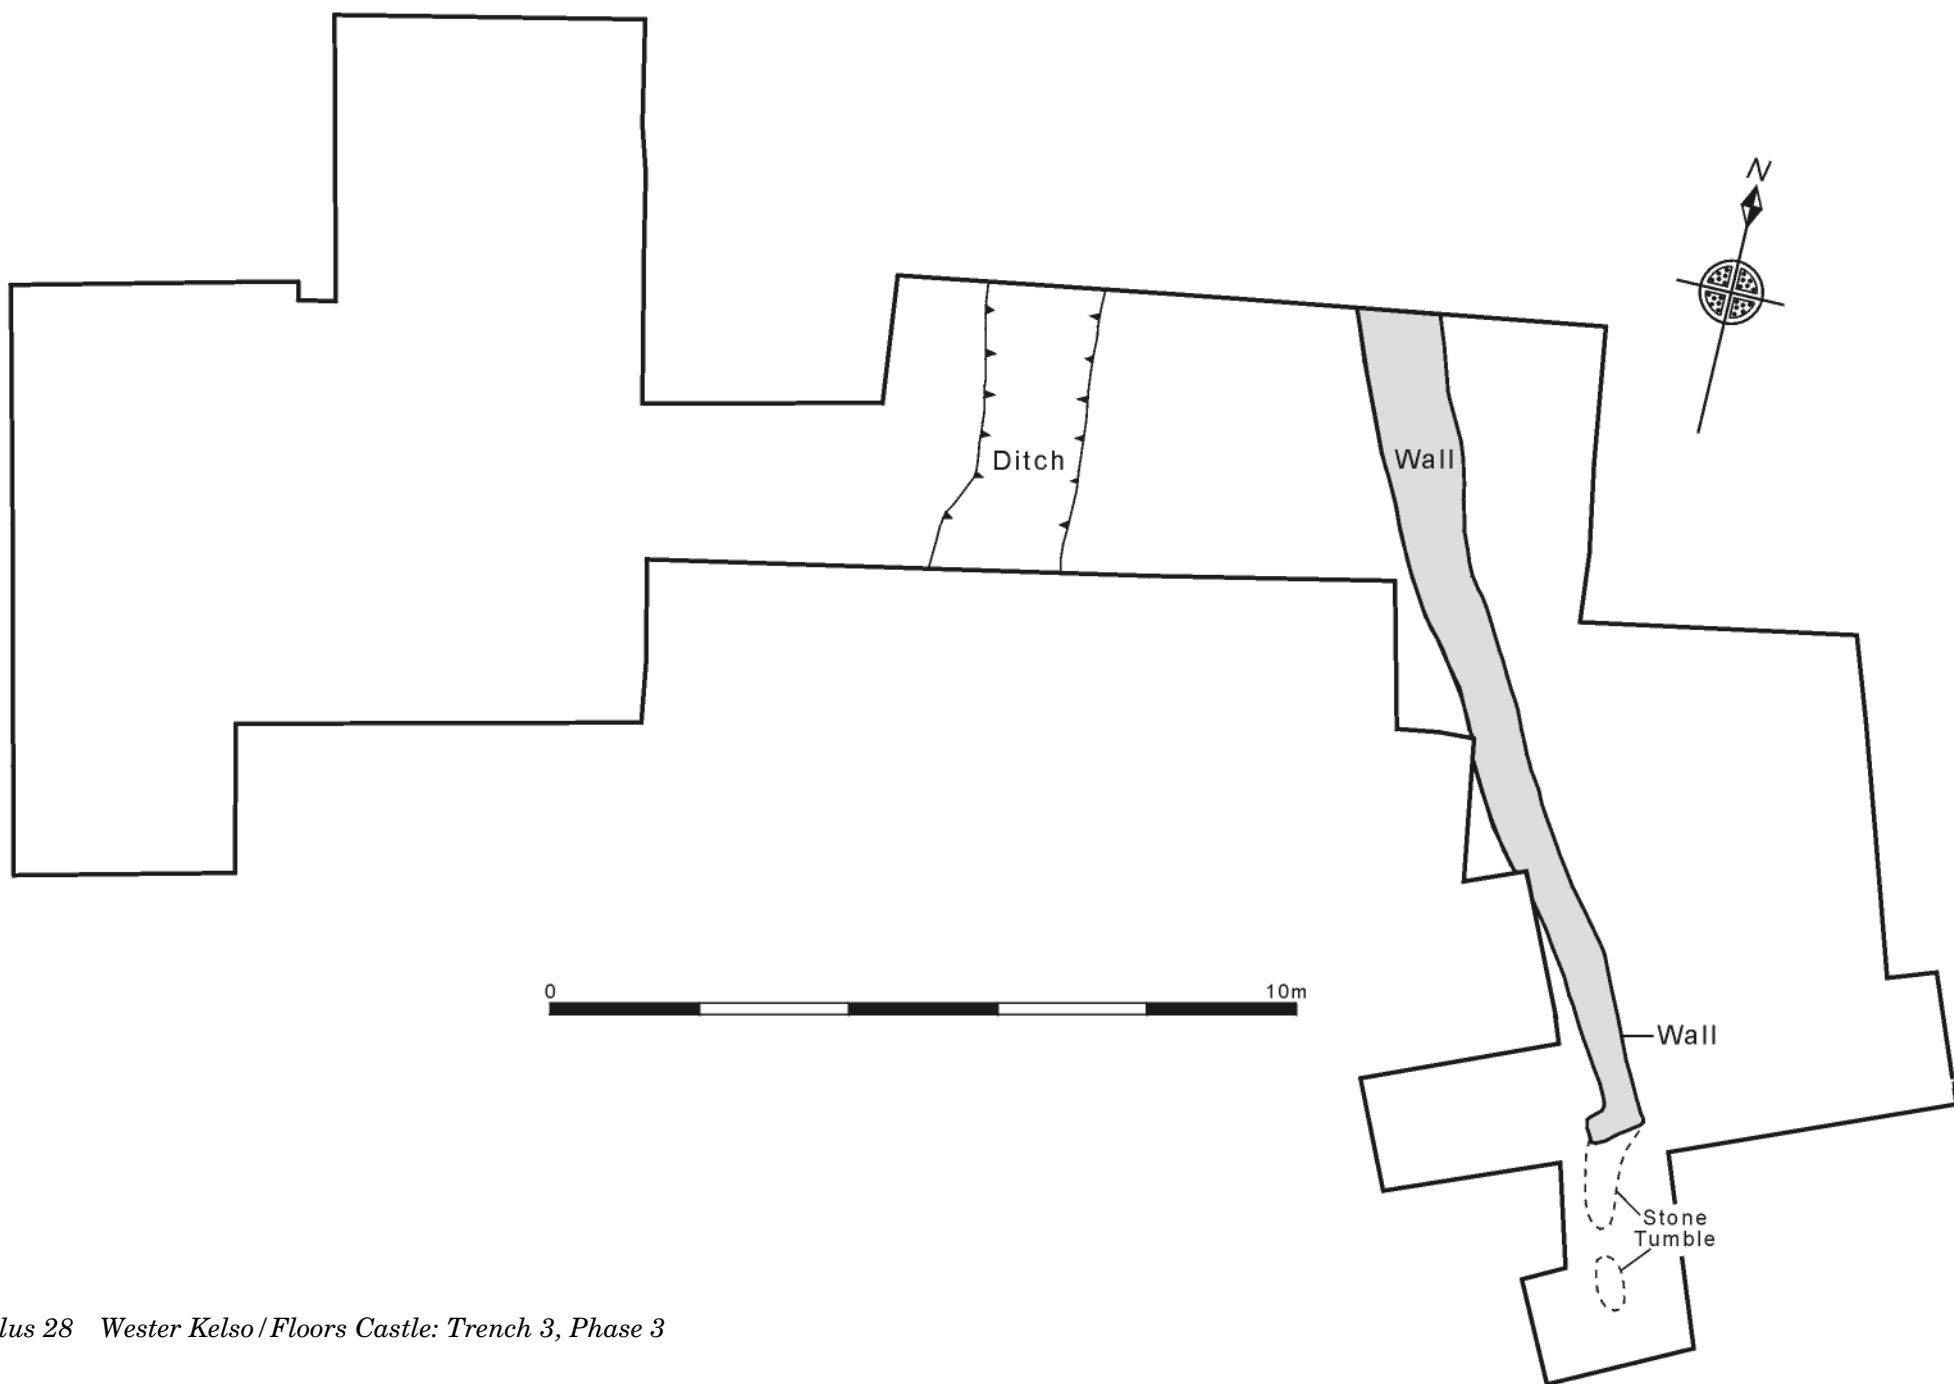 N
Ditch
Wall
0 10m
Wall
Stone
Tumble
lus 28 Wester Kelso/Floors Castle: Trench 3, Phase 3